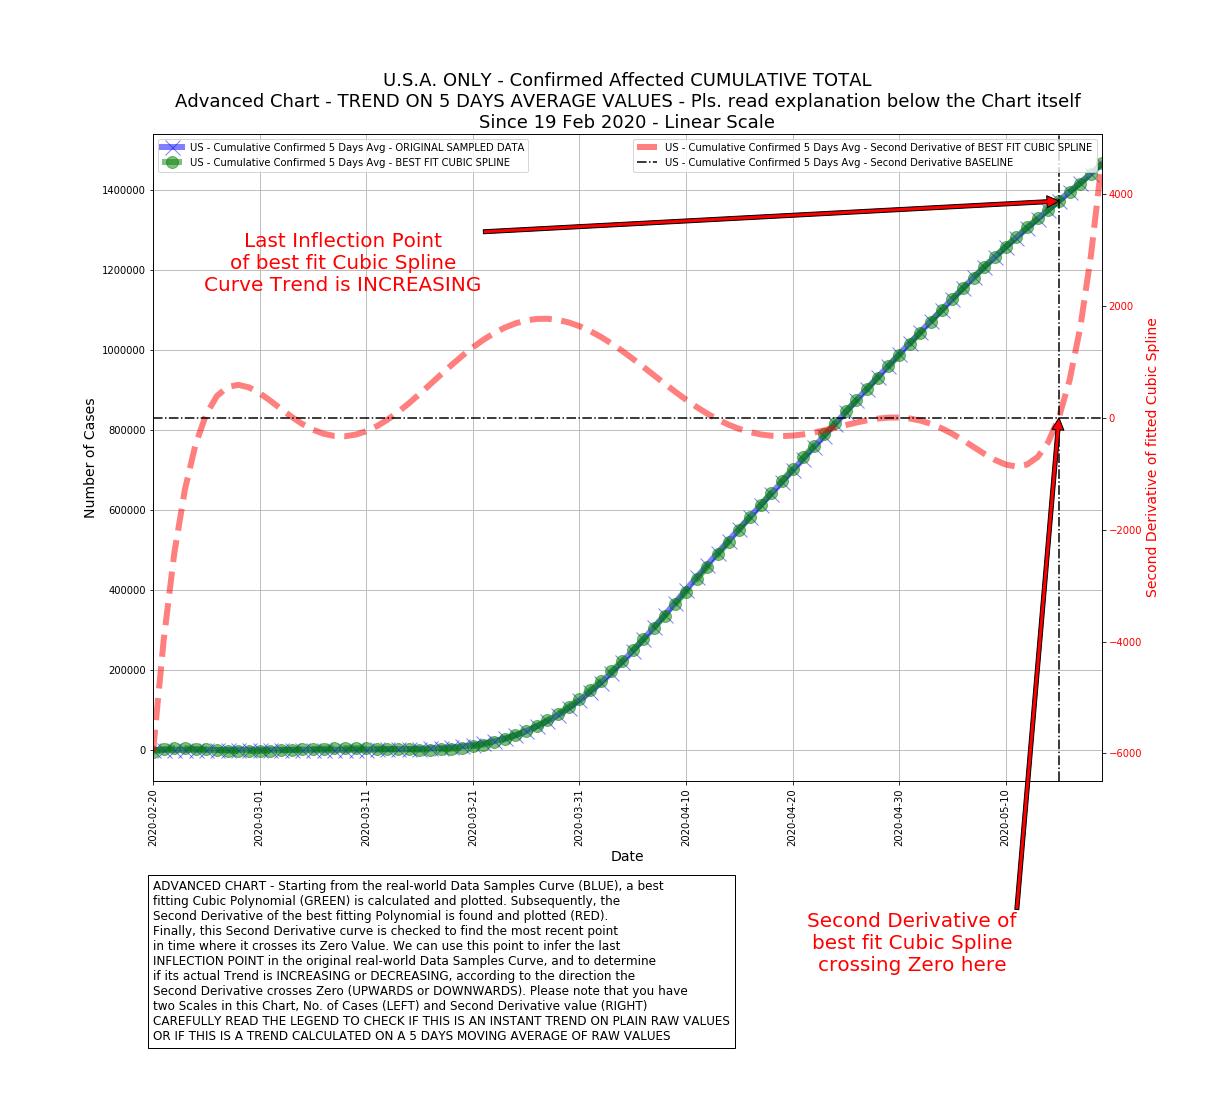 U.S.A. ONLY - Confirmed Affected CUMULATIVE TOTAL
Advanced Chart - TREND ON 5 DAYS AVERAGE VALUES - Pls. read explanation below the Chart itself
Since 19 Feb 2020 - Linear Scale
US - Cumulative Confirmed 5 Days Avg - ORIGINAL SAMPLED DATA
US - Cumulative Confirmed 5 Days Avg - BEST FIT CUBIC SPLINE
US - Cumulative Confirmed 5 Days Avg - Second Derivative of BEST FIT CUBIC SPLINE
US - Cumulative Confirmed 5 Days Avg - Second Derivative BASELINE
Last Inflection Point
of best fit Cubic Spline
Curve Trend is INCREASING
Number of Cases
1400000
1200000
1000000
800000
600000
400000
200000
0
4000
2000
0
−2000
−4000
−6000
Second Derivative of fitted Cubic Spline
2020-02-20
2020-03-01
2020-03-11
2020-03-21
2020-03-31
2020-04-10
2020-04-20
2020-04-30
2020-05-10
Date
ADVANCED CHART - Starting from the real-world Data Samples Curve (BLUE), a best
fitting Cubic Polynomial (GREEN) is calculated and plotted. Subsequently, the
Second Derivative of the best fitting Polynomial is found and plotted (RED).
Finally, this Second Derivative curve is checked to find the most recent point
in time where it crosses its Zero Value. We can use this point to infer the last
INFLECTION POINT in the original real-world Data Samples Curve, and to determine
if its actual Trend is INCREASING or DECREASING, according to the direction the
Second Derivative crosses Zero (UPWARDS or DOWNWARDS). Please note that you have
two Scales in this Chart, No. of Cases (LEFT) and Second Derivative value (RIGHT)
CAREFULLY READ THE LEGEND TO CHECK IF THIS IS AN INSTANT TREND ON PLAIN RAW VALUES
OR IF THIS IS A TREND CALCULATED ON A 5 DAYS MOVING AVERAGE OF RAW VALUES
Second Derivative of
best fit Cubic Spline
crossing Zero here